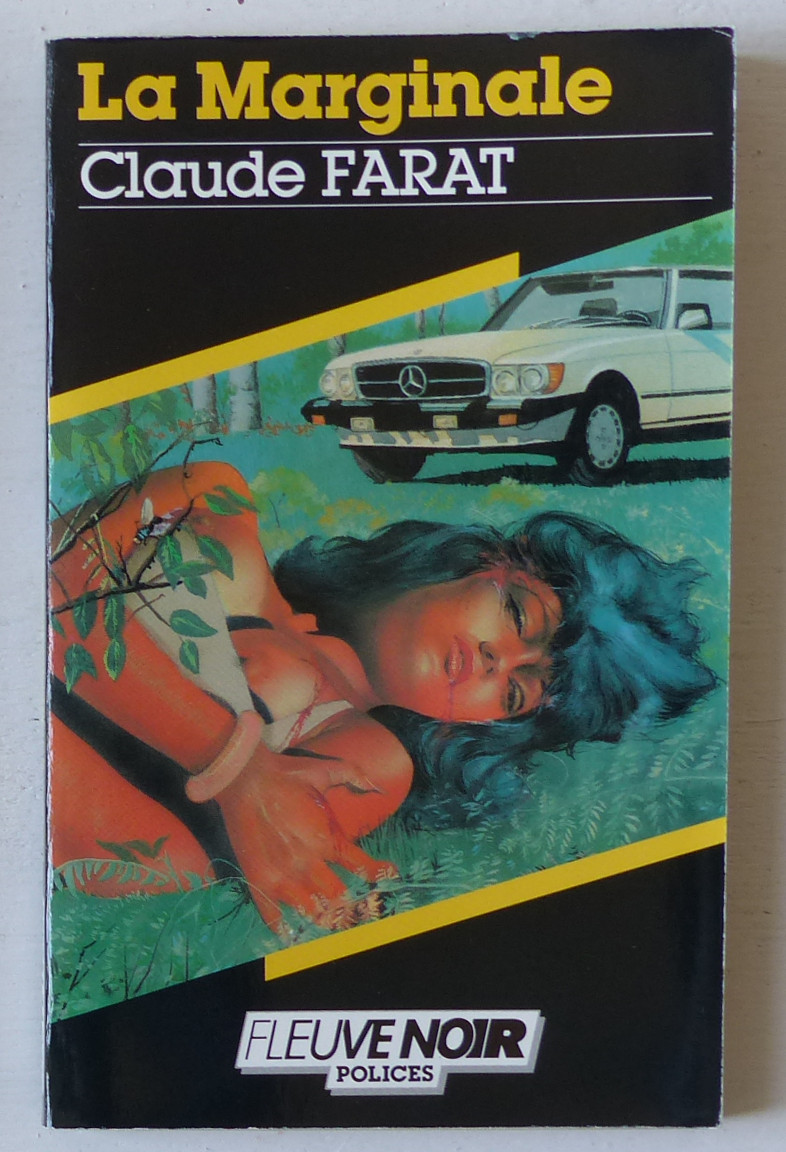 La Marginale
Claude FARAT
FLEUVE NOIR
POLICES